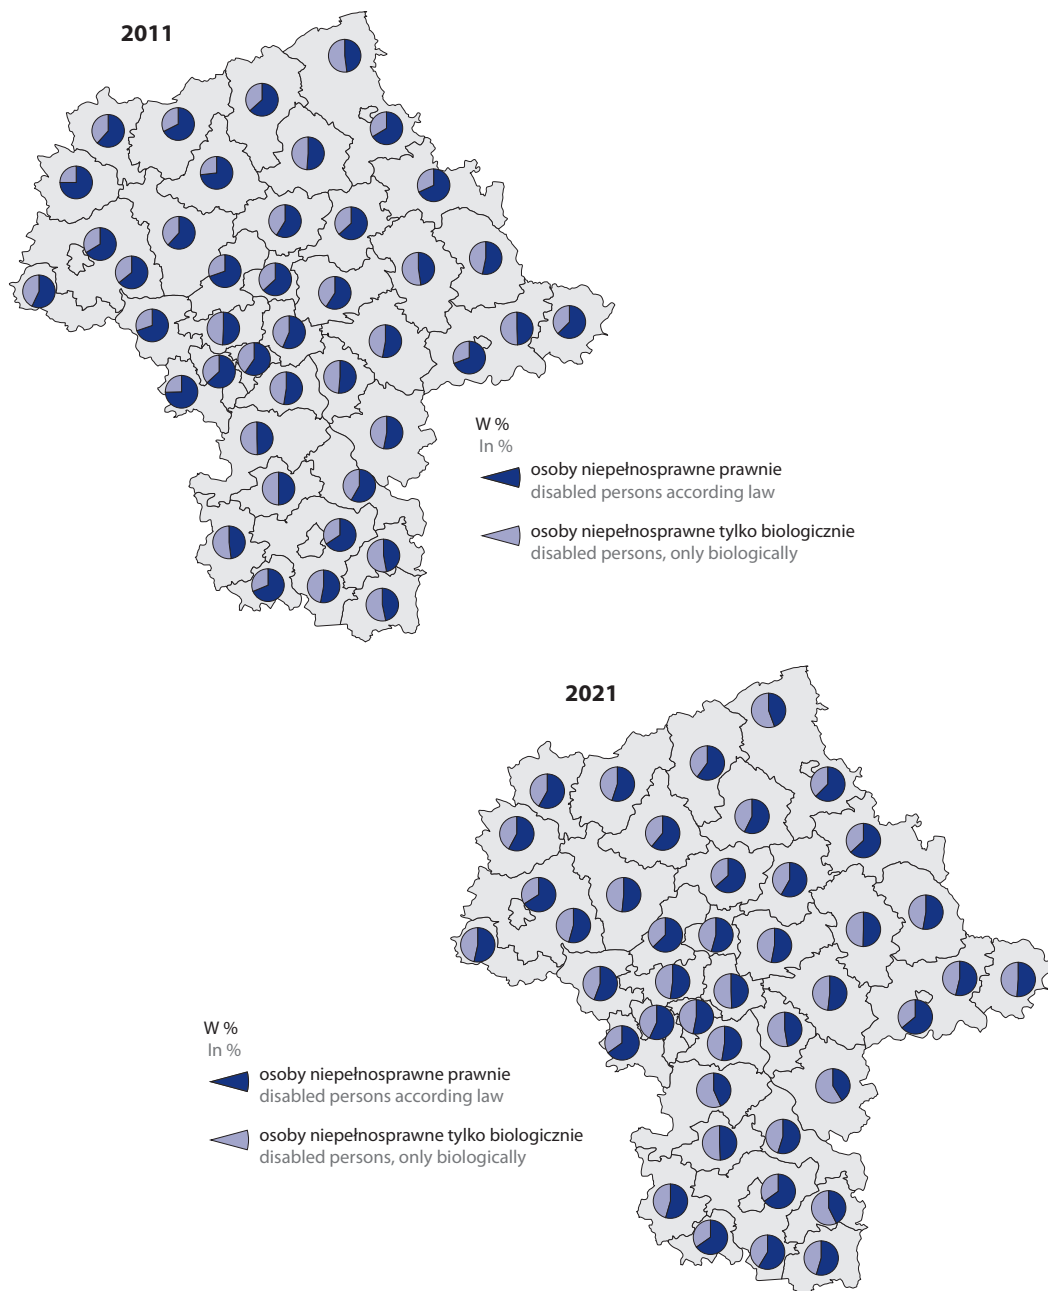 2011
W %
In %
osoby niepełnosprawne prawnie
disabled persons according law
osoby niepełnosprawne tylko biologicznie
disabled persons, only biologically
2021
W %
In %
osoby niepełnosprawne prawnie
disabled persons according law
osoby niepełnosprawne tylko biologicznie
disabled persons, only biologically